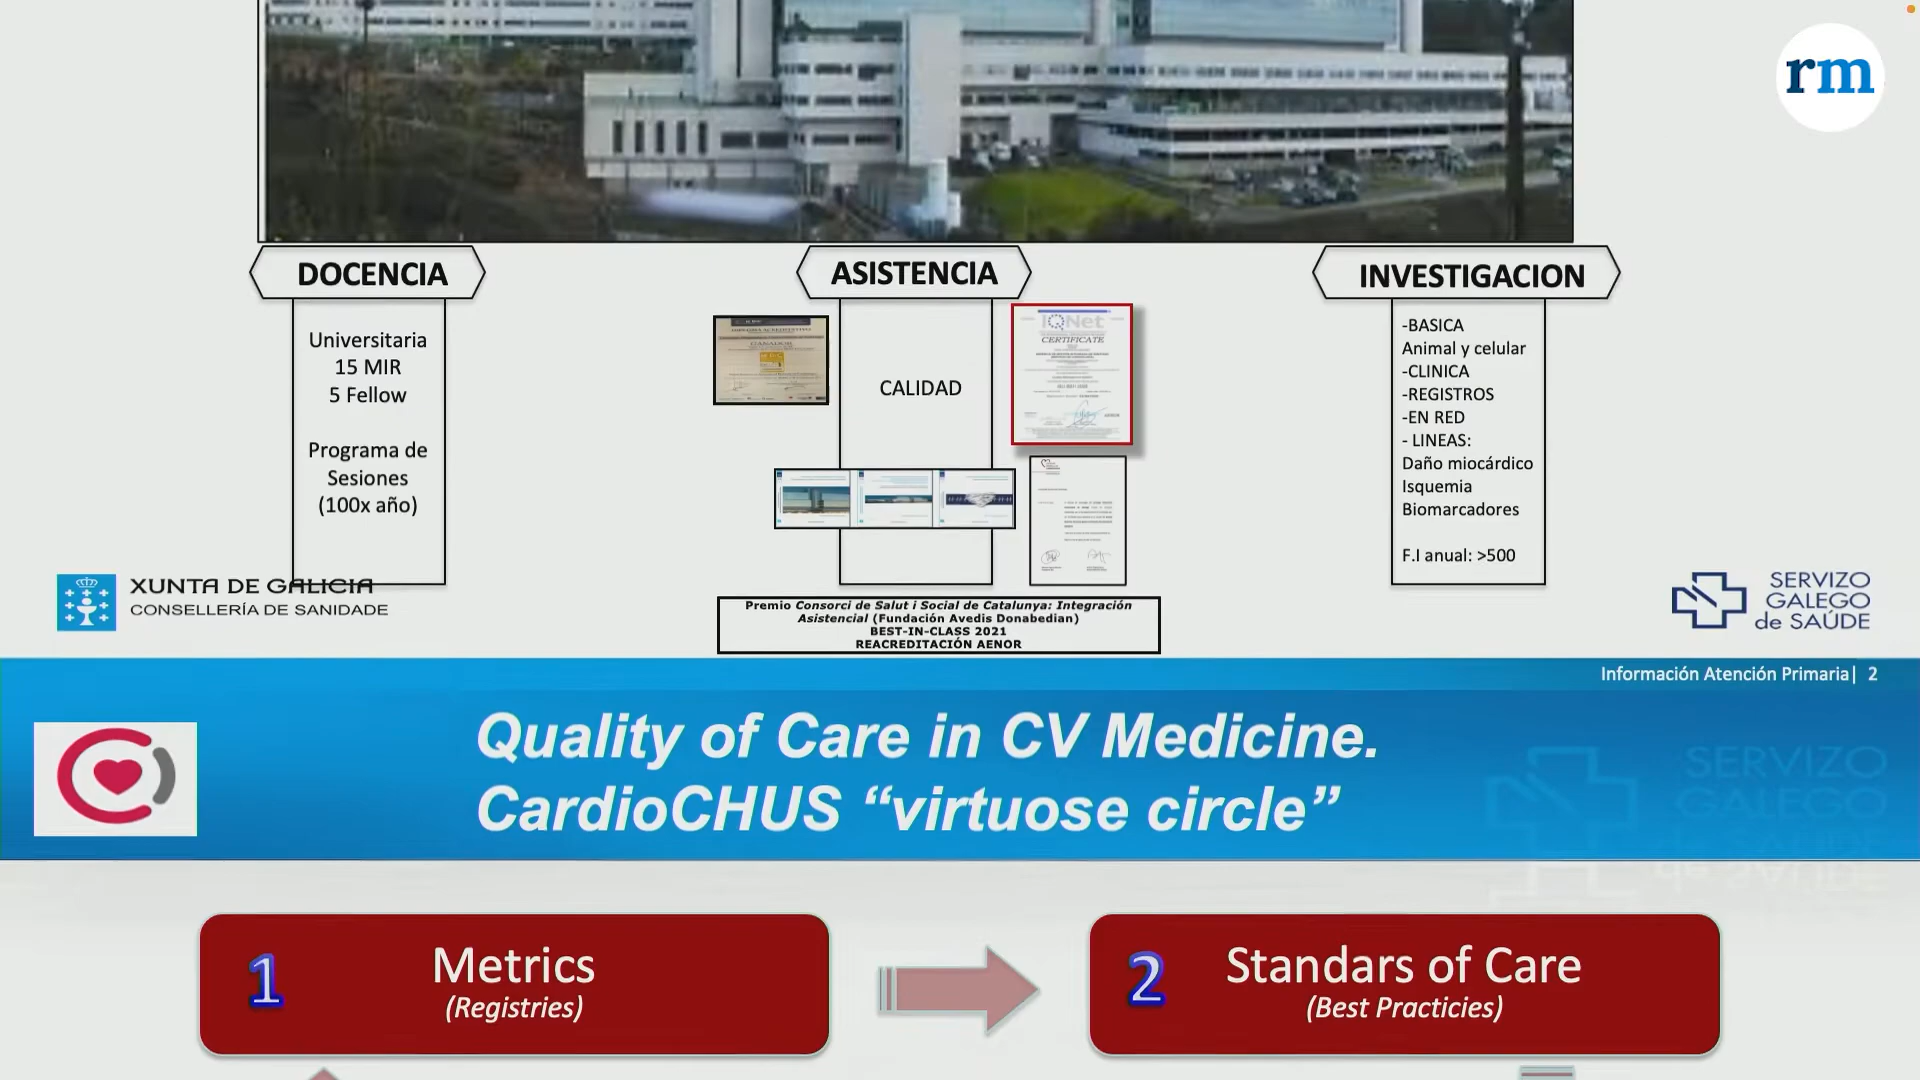 rm
DOCENCIA
Universitaria
15 MIR
5 Fellow
Programa de
Sesiones
(100x año)
ASISTENCIA
CALIDAD
IQNet
CERTIFICATE
INVESTIGACION
-BASICA
Animal y celular
-CLINICA
-REGISTROS
-EN RED
- LINEAS:
Daño miocárdico
Isquemia
Biomarcadores
F.I anual: >500
XUNTA DE GALICIA
CONSELLERÍA DE SANIDADE
Premio Consorci de Salut i Social de Catalunya: Integración
Asistencial (Fundación Avedis Donabedian)
BEST-IN-CLASS 2021
REACREDITACIÓN AENOR
SERVIZO
GALEGO
de SAÚDE
Información Atención Primaria| 2
Quality of Care in CV Medicine.
CardioCHUS “virtuose circle”
SERVIZO
GALEGO
de SAÚDE
1 Metrics
(Registries)
2 Standars of Care
(Best Practicies)